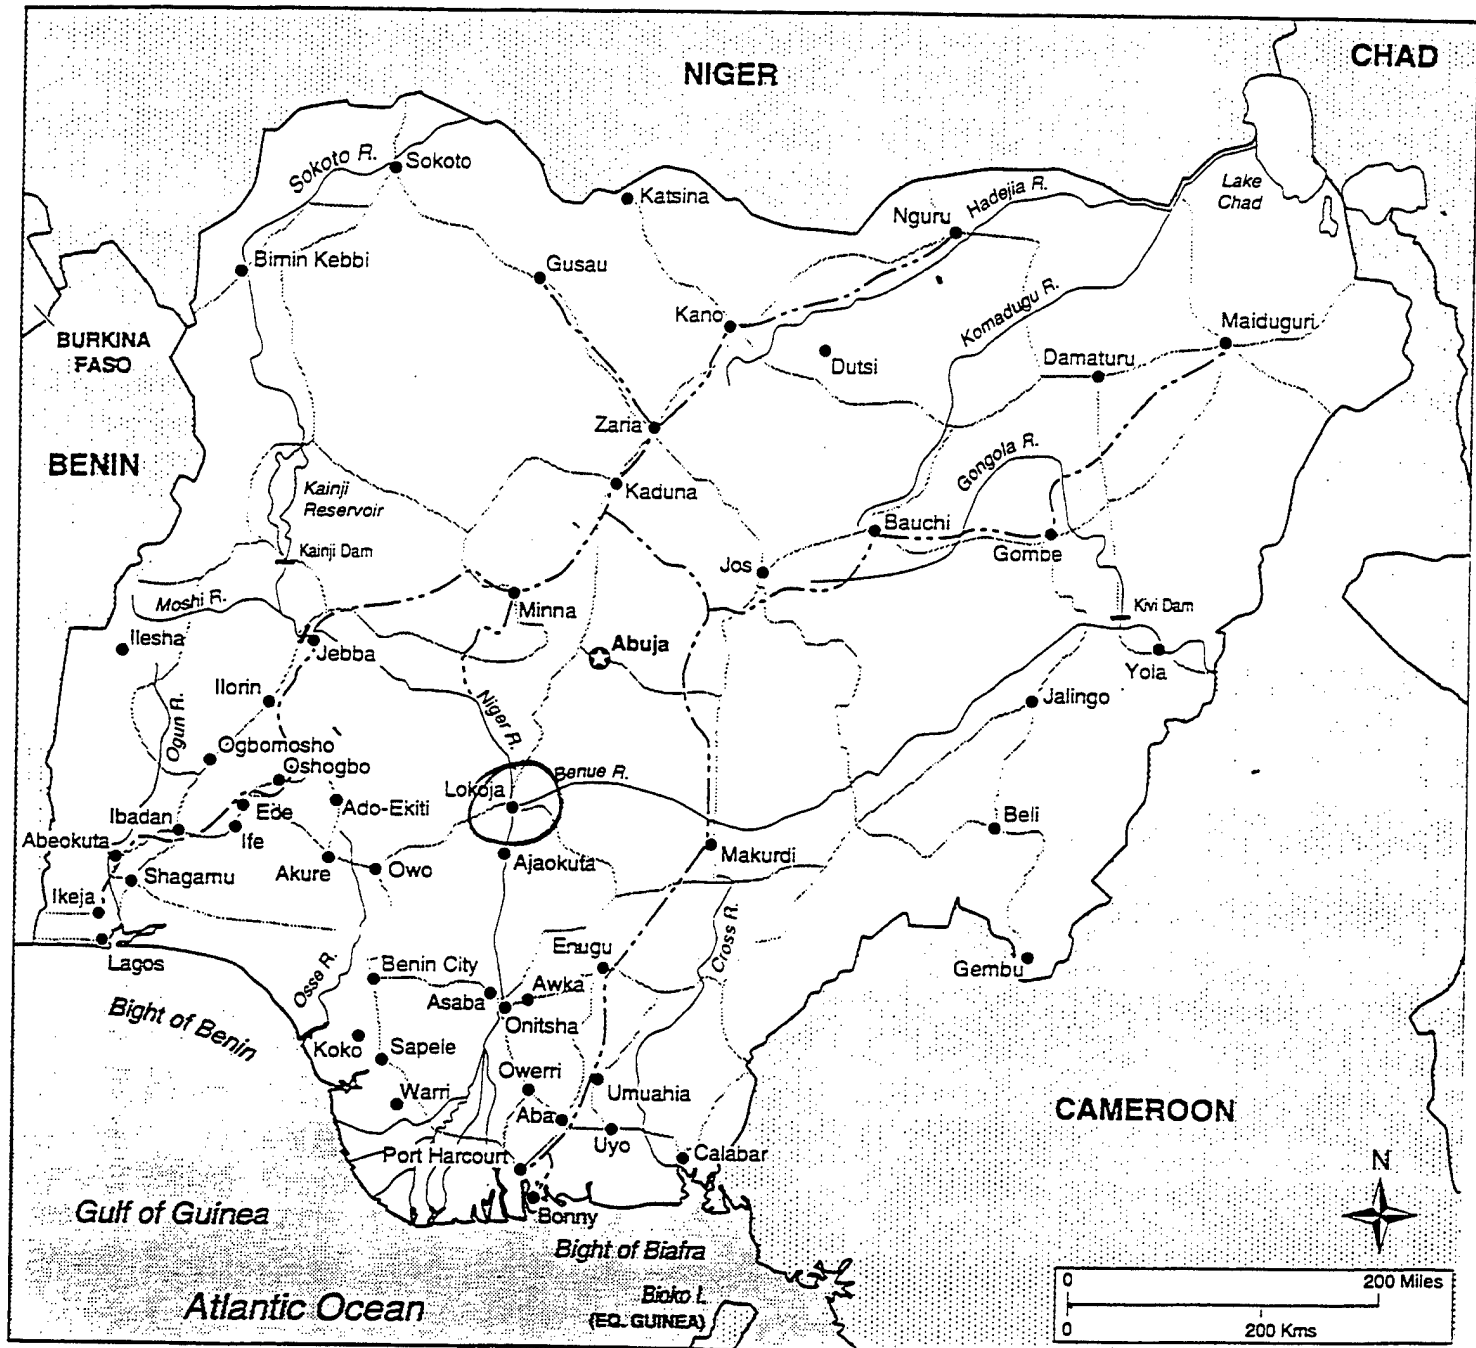 NIGER
CHAD
Sokoto R.
Sokoto
Katsina
Nguru
Hadejia R.
Lake
Chad
Birnin Kebbi
Gusau
Kano
Komadugu R.
Maiduguri
BURKINA
FASO
Dutsi
Damaturu
Zaria
BENIN
Gongola R.
Kainji
Reservoir
Kaduna
Bauchi
Kainji Dam
Gombe
Jos
Moshi R.
Minna
Kivi Dam
Ilesha
Jebba
Abuja
Yola
Ilorin
Niger R.
Jalingo
Ogun R.
Ogbomosho
Oshogbo
Lokoja
Benue R.
Ibadan
Ede
Ado-Ekiti
Beli
Abeokuta
Ife
Makurdi
Shagamu
Akure
Owo
Ajaokuta
Ikeja
Cross R.
Lagos
Enugu
Gembu
Osse R.
Benin City
Asaba
Awka
Bight of Benin
Onitsha
Koko
Sapele
Owerri
Warri
Umuahia
CAMEROON
Aba
Uyo
Port Harcourt
Calabar
N
Gulf of Guinea
Bonny
Bight of Biafra
0
200 Miles
Atlantic Ocean
Bioko I.
(EQ. GUINEA)
0
200 Kms